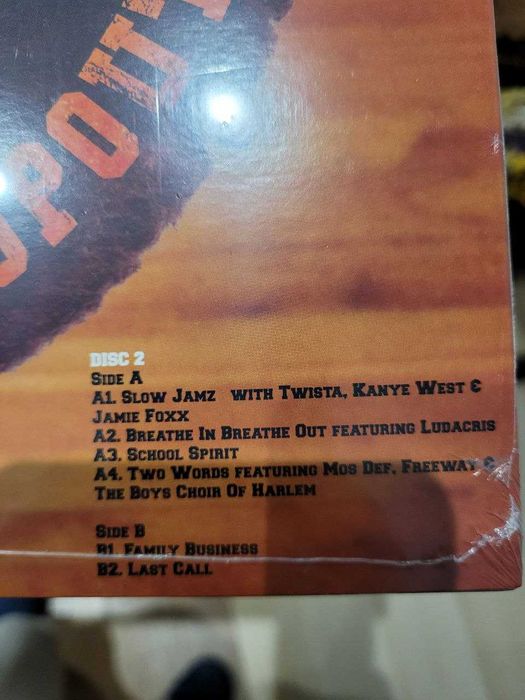 DISC 2
SIDE A
A1. SLOW JAMZ WITH TWISTA, KANYE WEST &
JAMIE FOXX
A2. BREATHE IN BREATHE OUT FEATURING LUDACRIS
A3. SCHOOL SPIRIT
A4. TWO WORDS FEATURING MOS DEF, FREEWAY &
THE BOYS CHOIR OF HARLEM
SIDE B
B1. FAMILY BUSINESS
B2. LAST CALL